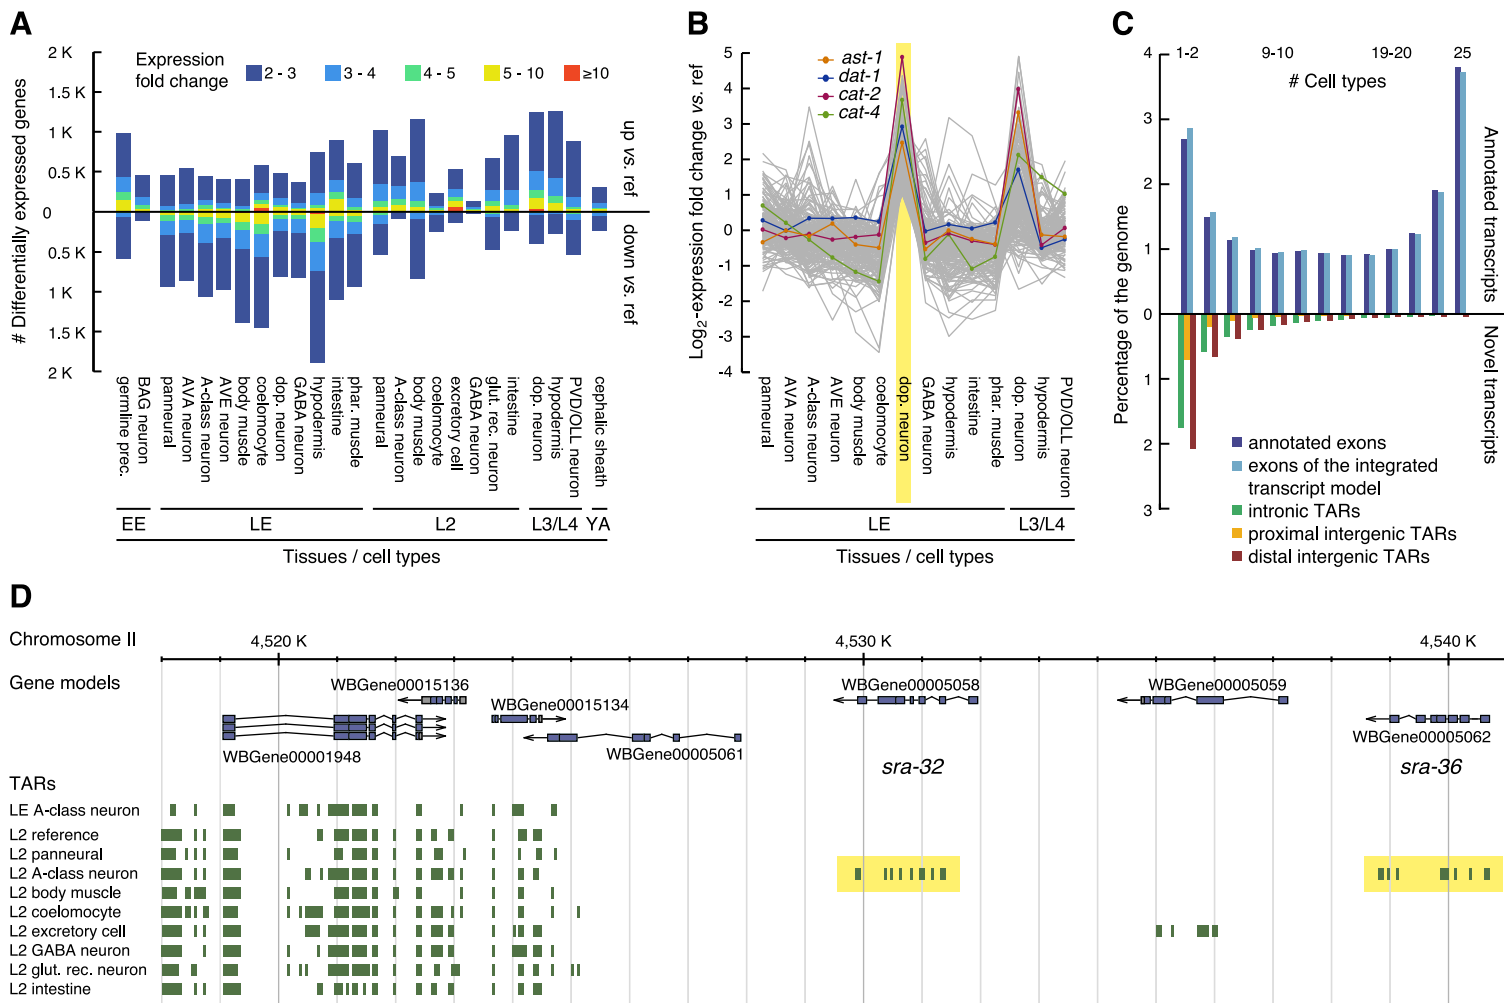 A
2 K
1.5 K
1 K
0.5 K
0
0.5 K
1 K
1.5 K
2 K
# Differentially expressed genes
Expression
fold change
2 - 3
3 - 4
4 - 5
5 - 10
≥10
up vs. ref
down vs. ref
germline prec.
BAG neuron
panneural
AVA neuron
A-class neuron
AVE neuron
body muscle
coelomocyte
dop. neuron
GABA neuron
hypodermis
intestine
phar. muscle
panneural
A-class neuron
body muscle
coelomocyte
excretory cell
GABA neuron
glut. rec. neuron
intestine
dop. neuron
hypodermis
PVD/OLL neuron
cephalic sheath
EE
LE
L2
L3/L4
YA
Tissues / cell types
B
5
4
3
2
1
0
-1
-2
-3
-4
Log2-expression fold change vs. ref
ast-1
dat-1
cat-2
cat-4
panneural
AVA neuron
A-class neuron
AVE neuron
body muscle
coelomocyte
dop. neuron
GABA neuron
hypodermis
intestine
phar. muscle
dop. neuron
hypodermis
PVD/OLL neuron
LE
L3/L4
Tissues / cell types
C
1-2
9-10
19-20
25
# Cell types
4
3
2
1
0
1
2
3
Percentage of the genome
Annotated transcripts
Novel transcripts
annotated exons
exons of the integrated
transcript model
intronic TARs
proximal intergenic TARs
distal intergenic TARs
D
Chromosome II
4,520 K
4,530 K
4,540 K
Gene models
WBGene00015136
WBGene00015134
WBGene00005058
WBGene00005059
WBGene00001948
WBGene00005061
WBGene00005062
sra-32
sra-36
TARs
LE A-class neuron
L2 reference
L2 panneural
L2 A-class neuron
L2 body muscle
L2 coelomocyte
L2 excretory cell
L2 GABA neuron
L2 glut. rec. neuron
L2 intestine